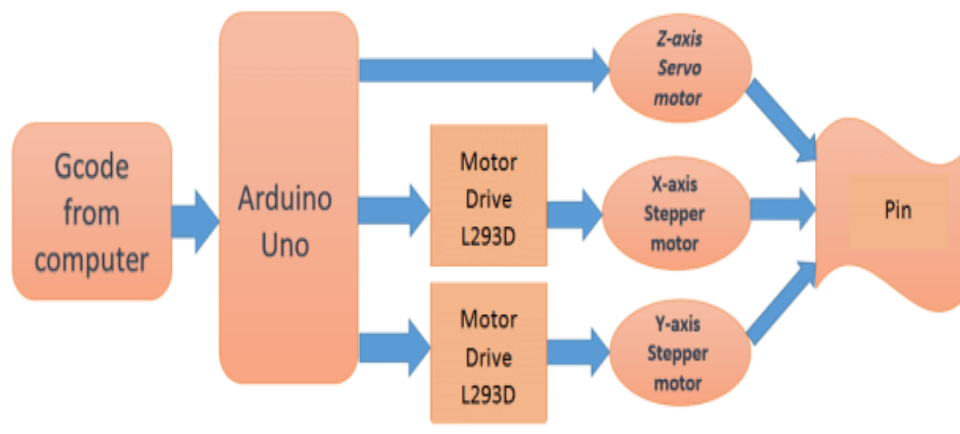 Gcode
from
computer
Arduino
Uno
Z-axis
Servo
motor
Motor
Drive
L293D
X-axis
Stepper
motor
Motor
Drive
L293D
Y-axis
Stepper
motor
Pin